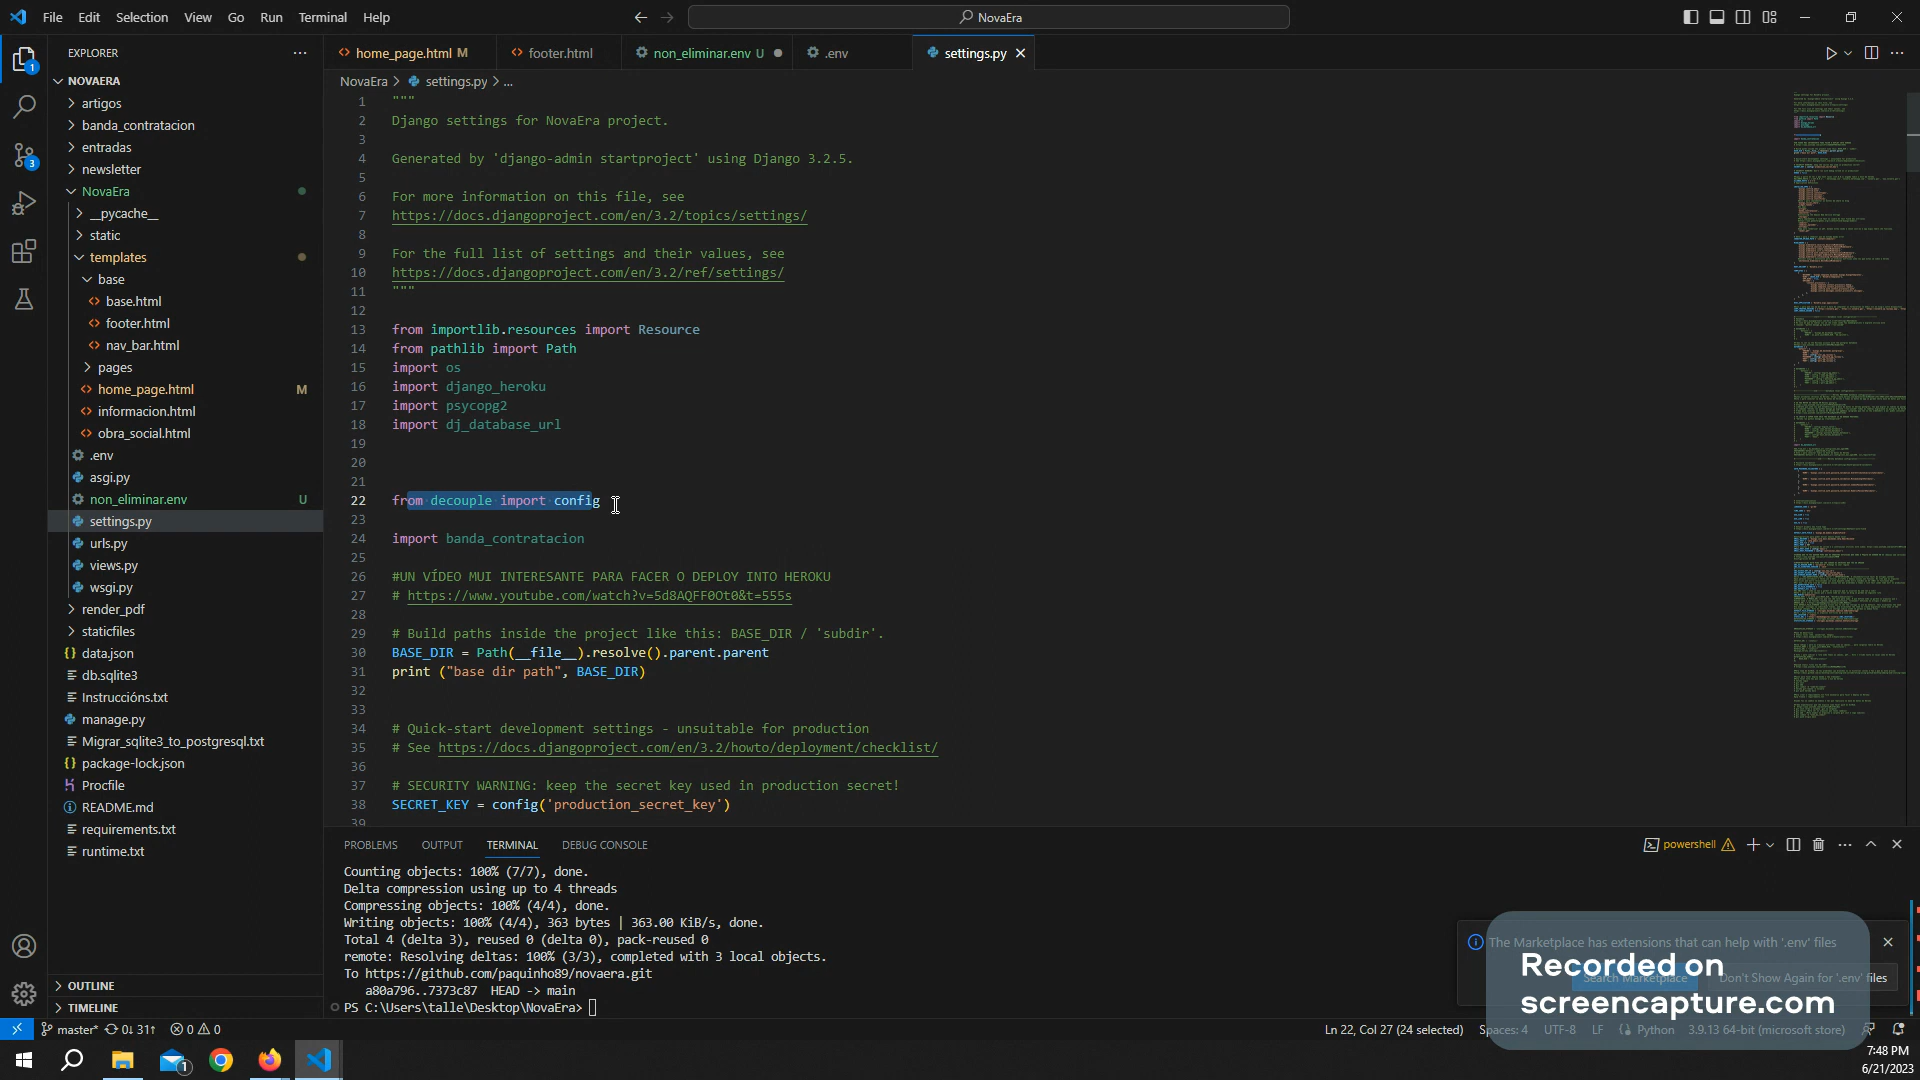 File Edit Selection View Go Run Terminal Help
NovaEra
EXPLORER
NOVAERA
artigos
banda_contratacion
entradas
newsletter
NovaEra
__pycache__
static
templates
base
base.html
footer.html
nav_bar.html
pages
home_page.html M
informacion.html
obra_social.html
.env
asgi.py
non_eliminar.env U
settings.py
urls.py
views.py
wsgi.py
render_pdf
staticfiles
data.json
db.sqlite3
Instruccións.txt
manage.py
Migrar_sqlite3_to_postgresql.txt
package-lock.json
Procfile
README.md
requirements.txt
runtime.txt
OUTLINE
TIMELINE
home_page.html M footer.html non_eliminar.env U .env settings.py
NovaEra > settings.py > ...
1 """
2 Django settings for NovaEra project.
3
4 Generated by 'django-admin startproject' using Django 3.2.5.
5
6 For more information on this file, see
7 https://docs.djangoproject.com/en/3.2/topics/settings/
8
9 For the full list of settings and their values, see
10 https://docs.djangoproject.com/en/3.2/ref/settings/
11 """
12
13 from importlib.resources import Resource
14 from pathlib import Path
15 import os
16 import django_heroku
17 import psycopg2
18 import dj_database_url
19
20
21
22 from decouple import config
23
24 import banda_contratacion
25
26 #UN VÍDEO MUI INTERESANTE PARA FACER O DEPLOY INTO HEROKU
27 # https://www.youtube.com/watch?v=5d8AQFF0Ot0&t=555s
28
29 # Build paths inside the project like this: BASE_DIR / 'subdir'.
30 BASE_DIR = Path(__file__).resolve().parent.parent
31 print ("base dir path", BASE_DIR)
32
33
34 # Quick-start development settings - unsuitable for production
35 # See https://docs.djangoproject.com/en/3.2/howto/deployment/checklist/
36
37 # SECURITY WARNING: keep the secret key used in production secret!
38 SECRET_KEY = config('production_secret_key')
39
PROBLEMS OUTPUT TERMINAL DEBUG CONSOLE
powershell
Counting objects: 100% (7/7), done.
Delta compression using up to 4 threads
Compressing objects: 100% (4/4), done.
Writing objects: 100% (4/4), 363 bytes | 363.00 KiB/s, done.
Total 4 (delta 3), reused 0 (delta 0), pack-reused 0
remote: Resolving deltas: 100% (3/3), completed with 3 local objects.
To https://github.com/paquinho89/novaera.git
a80a796..7373c87 HEAD -> main
PS C:\Users\talle\Desktop\NovaEra>
The Marketplace has extensions that can help with '.env' files
Search Marketplace Don't Show Again for '.env' files
Recorded on
screencapture.com
master* 0↓ 31↑ 0 0
Ln 22, Col 27 (24 selected) Spaces: 4 UTF-8 LF Python 3.9.13 64-bit (microsoft store)
7:48 PM
6/21/2023